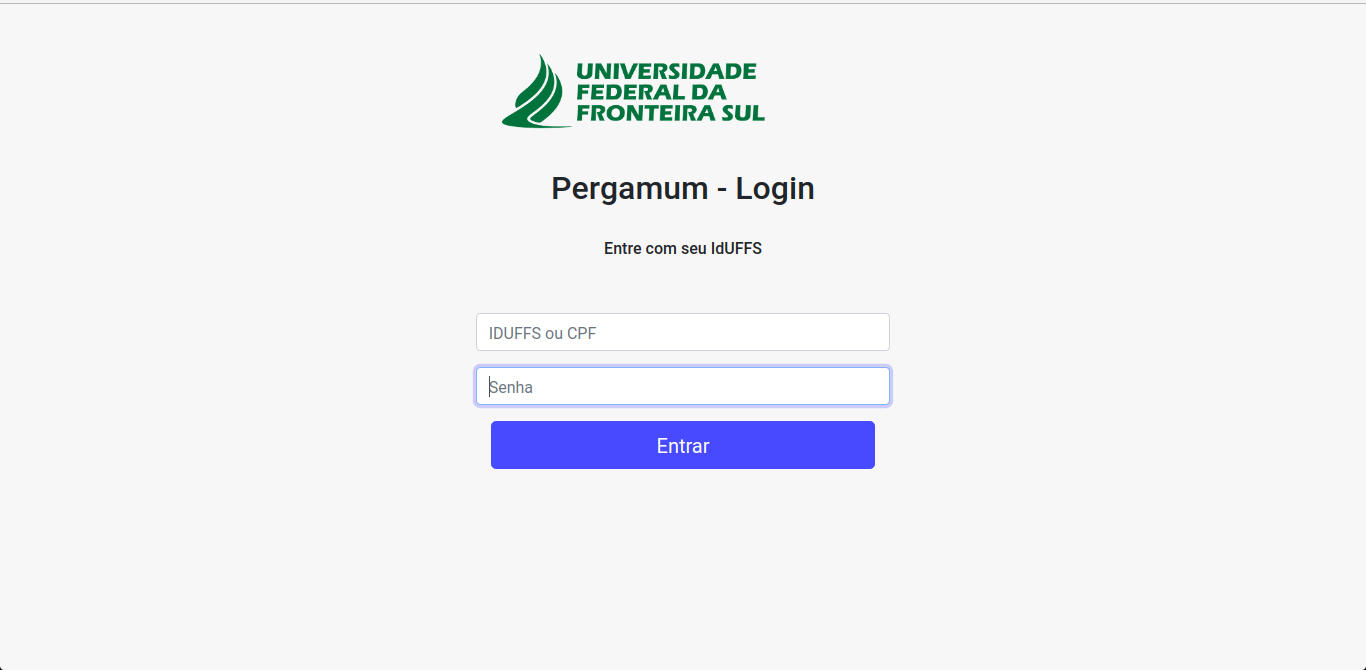 UNIVERSIDADE
FEDERAL DA
FRONTEIRA SUL
Pergamum - Login
Entre com seu IdUFFS
IDUFFS ou CPF
Senha
Entrar